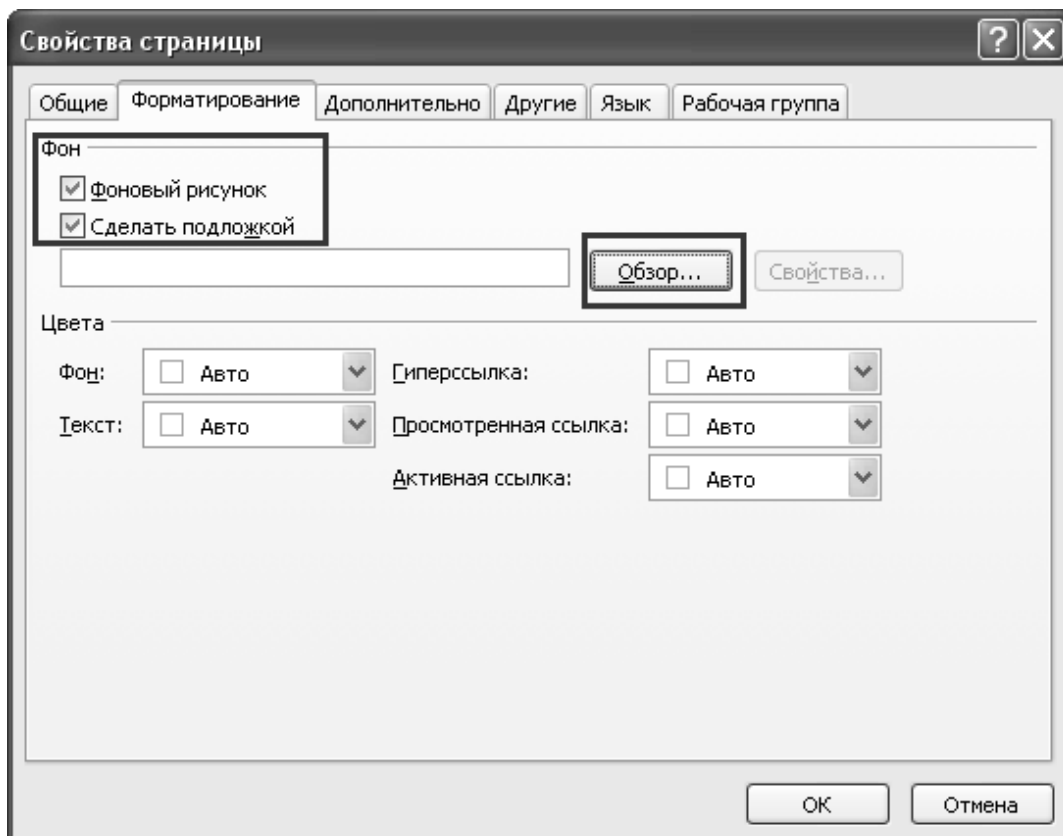 Свойства страницы
Общие Форматирование Дополнительно Другие Язык Рабочая группа
Фон
Фоновый рисунок
Сделать подложкой
Обзор... Свойства...
Цвета
Фон: Авто Гиперссылка: Авто
Текст: Авто Просмотренная ссылка: Авто
Активная ссылка: Авто
ОК Отмена